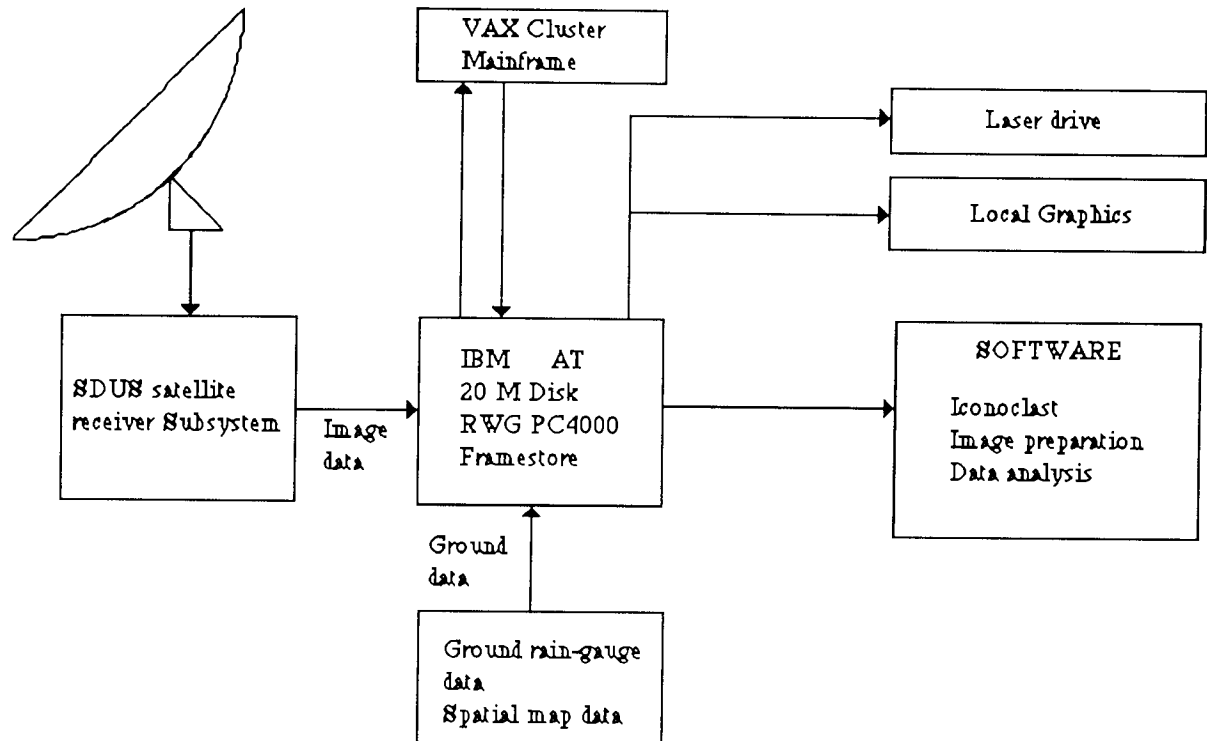 VAX Cluster
Mainframe
Laser drive
Local Graphics
SDUS satellite
receiver Subsystem
Image
data
IBM AT
20 M Disk
RWG PC4000
Framestore
SOFTWARE
Iconoclast
Image preparation
Data analysis
Ground
data
Ground rain-gauge
data
Spatial map data